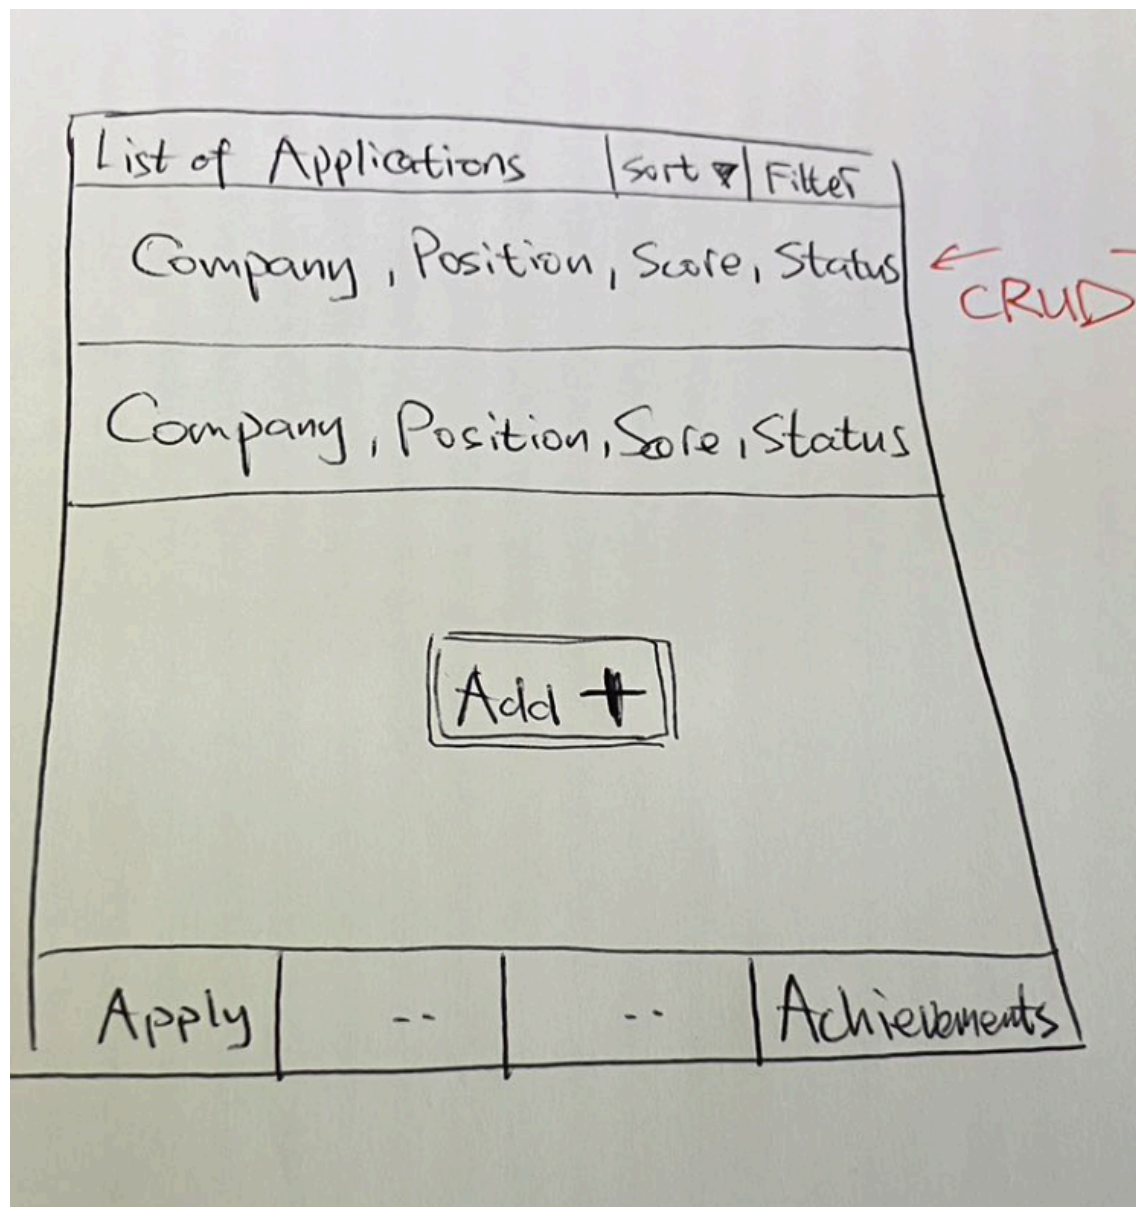 List of Applications Sort ▼ Filter
Company, Position, Score, Status
CRUD
Company, Position, Sore, Status
Add +
Apply -- -- Achievements